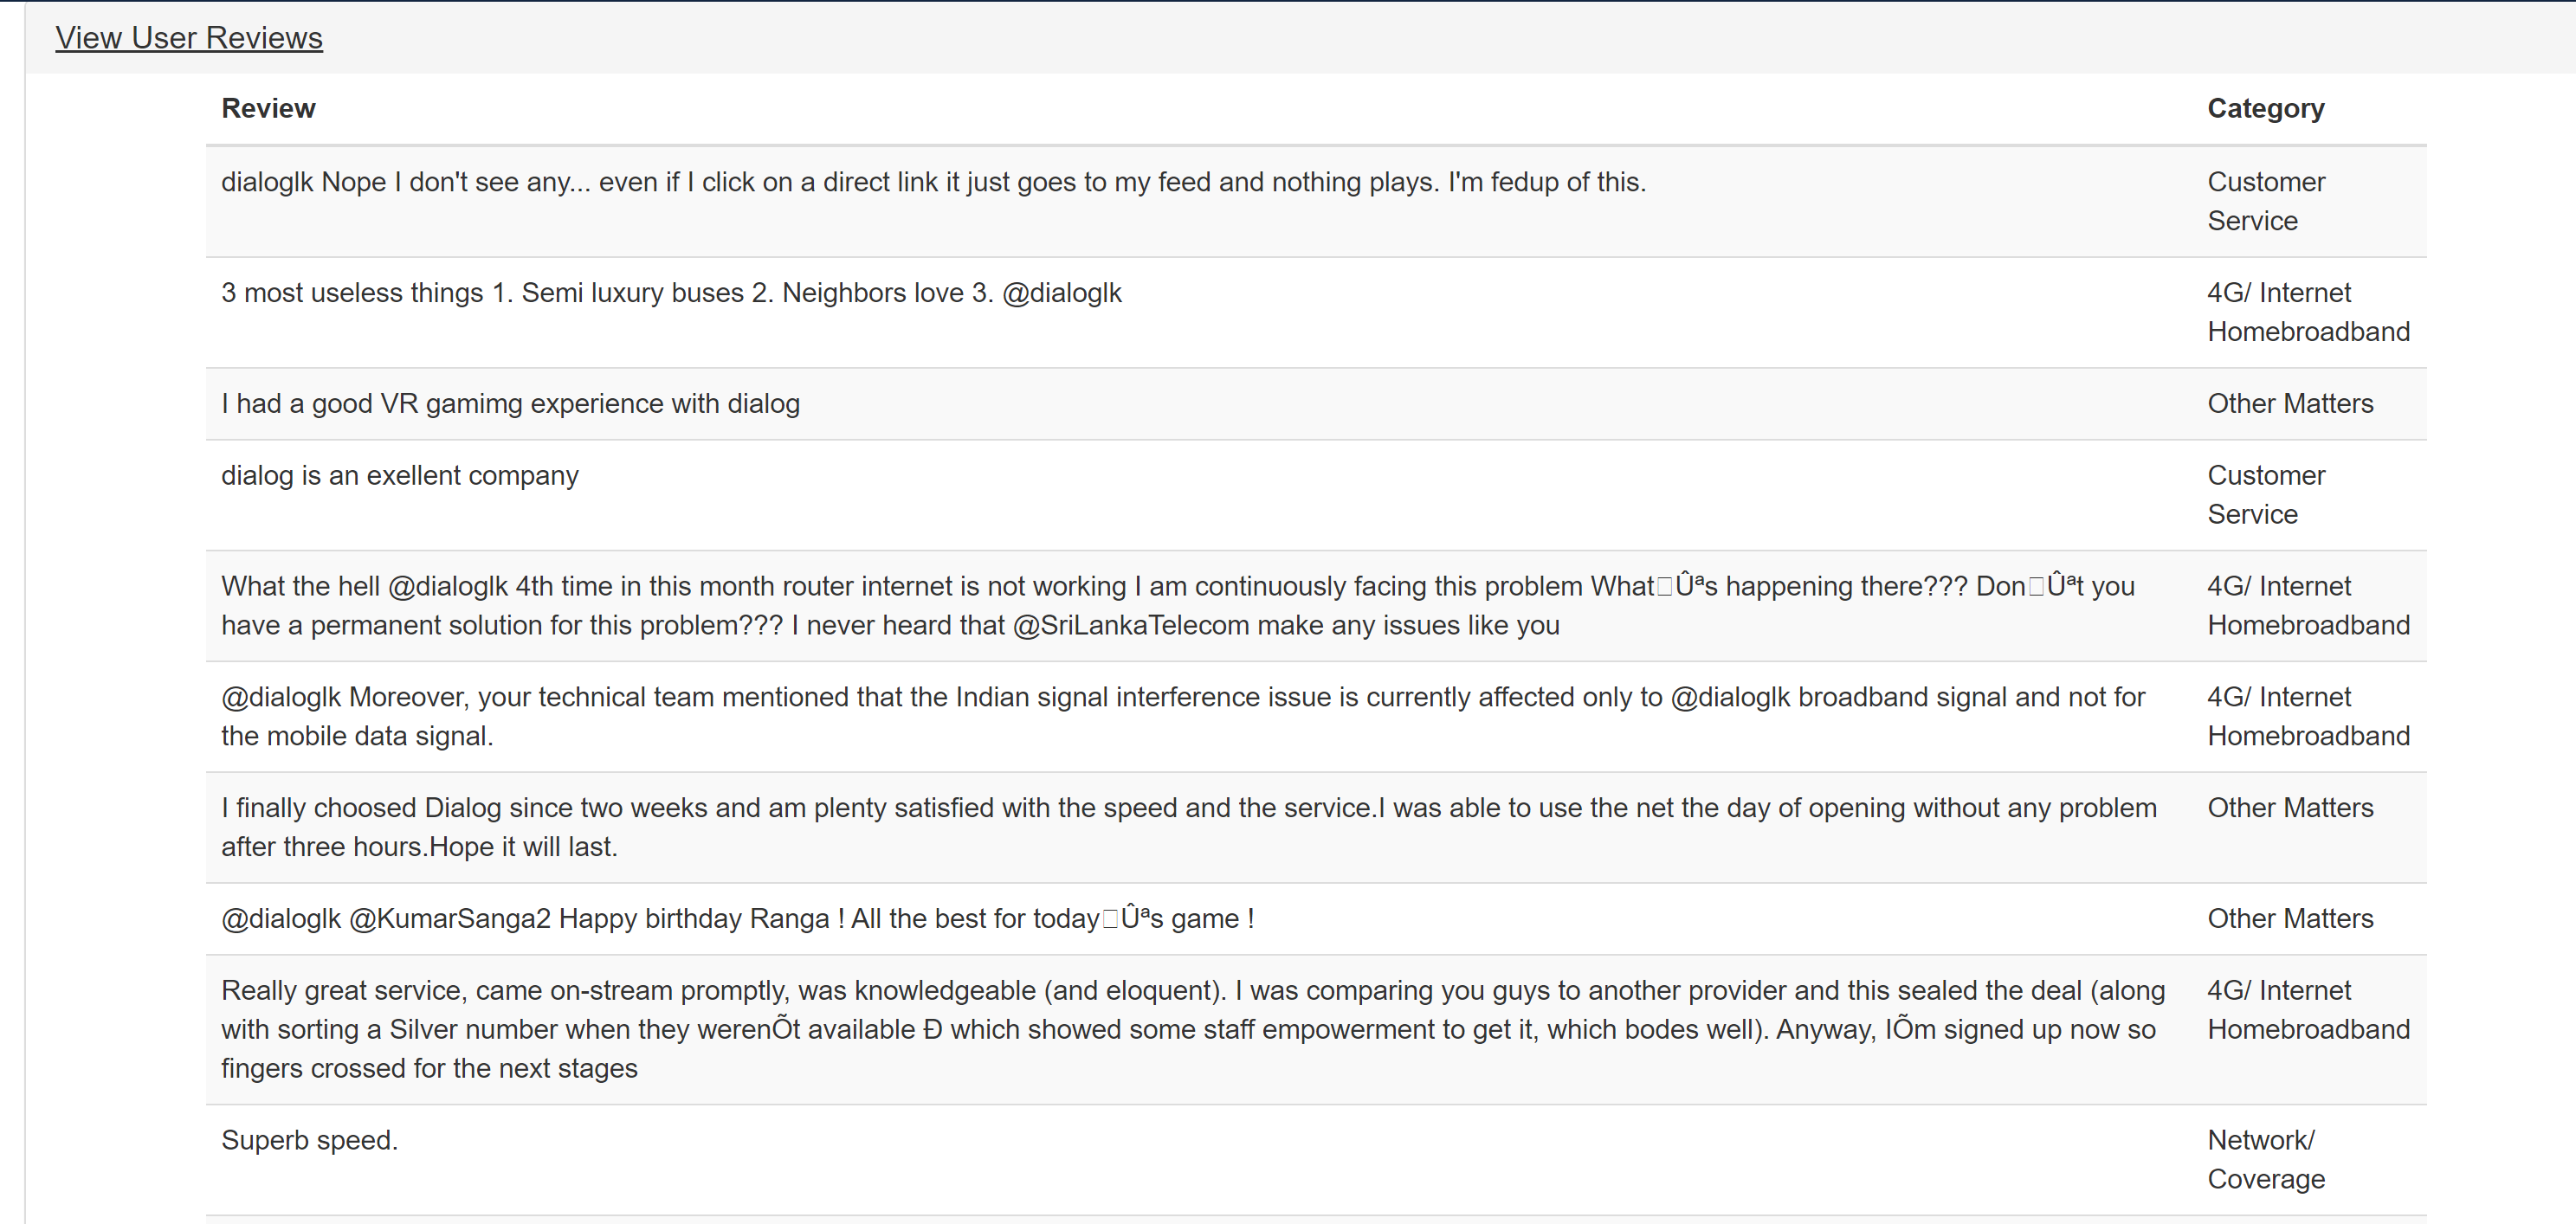 View User Reviews
Review Category
dialoglk Nope I don't see any... even if I click on a direct link it just goes to my feed and nothing plays. I'm fedup of this. Customer
Service
3 most useless things 1. Semi luxury buses 2. Neighbors love 3. @dialoglk 4G/ Internet
Homebroadband
I had a good VR gamimg experience with dialog Other Matters
dialog is an exellent company Customer
Service
What the hell @dialoglk 4th time in this month router internet is not working I am continuously facing this problem What□Ûªs happening there??? Don□Ûªt you 4G/ Internet
have a permanent solution for this problem??? I never heard that @SriLankaTelecom make any issues like you Homebroadband
@dialoglk Moreover, your technical team mentioned that the Indian signal interference issue is currently affected only to @dialoglk broadband signal and not for 4G/ Internet
the mobile data signal. Homebroadband
I finally choosed Dialog since two weeks and am plenty satisfied with the speed and the service.I was able to use the net the day of opening without any problem Other Matters
after three hours.Hope it will last.
@dialoglk @KumarSanga2 Happy birthday Ranga ! All the best for today□Ûªs game ! Other Matters
Really great service, came on-stream promptly, was knowledgeable (and eloquent). I was comparing you guys to another provider and this sealed the deal (along 4G/ Internet
with sorting a Silver number when they werenÕt available Ð which showed some staff empowerment to get it, which bodes well). Anyway, IÕm signed up now so Homebroadband
fingers crossed for the next stages
Superb speed. Network/
Coverage